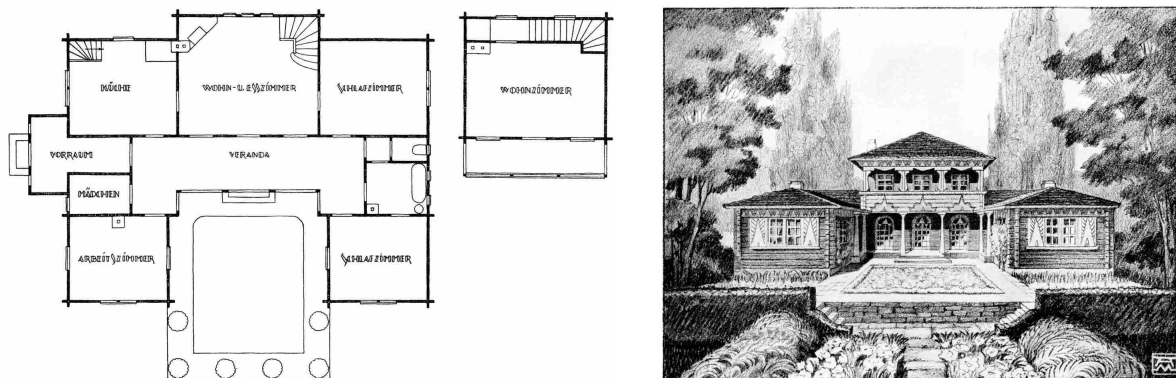 KÜCHE
WOHN-U. EſſZIMMER
SCHLAFZIMMER
WOHNZIMMER
VORRAUM
VERANDA
MÄDCHEN
ARBEITSZIMMER
SCHLAFZIMMER